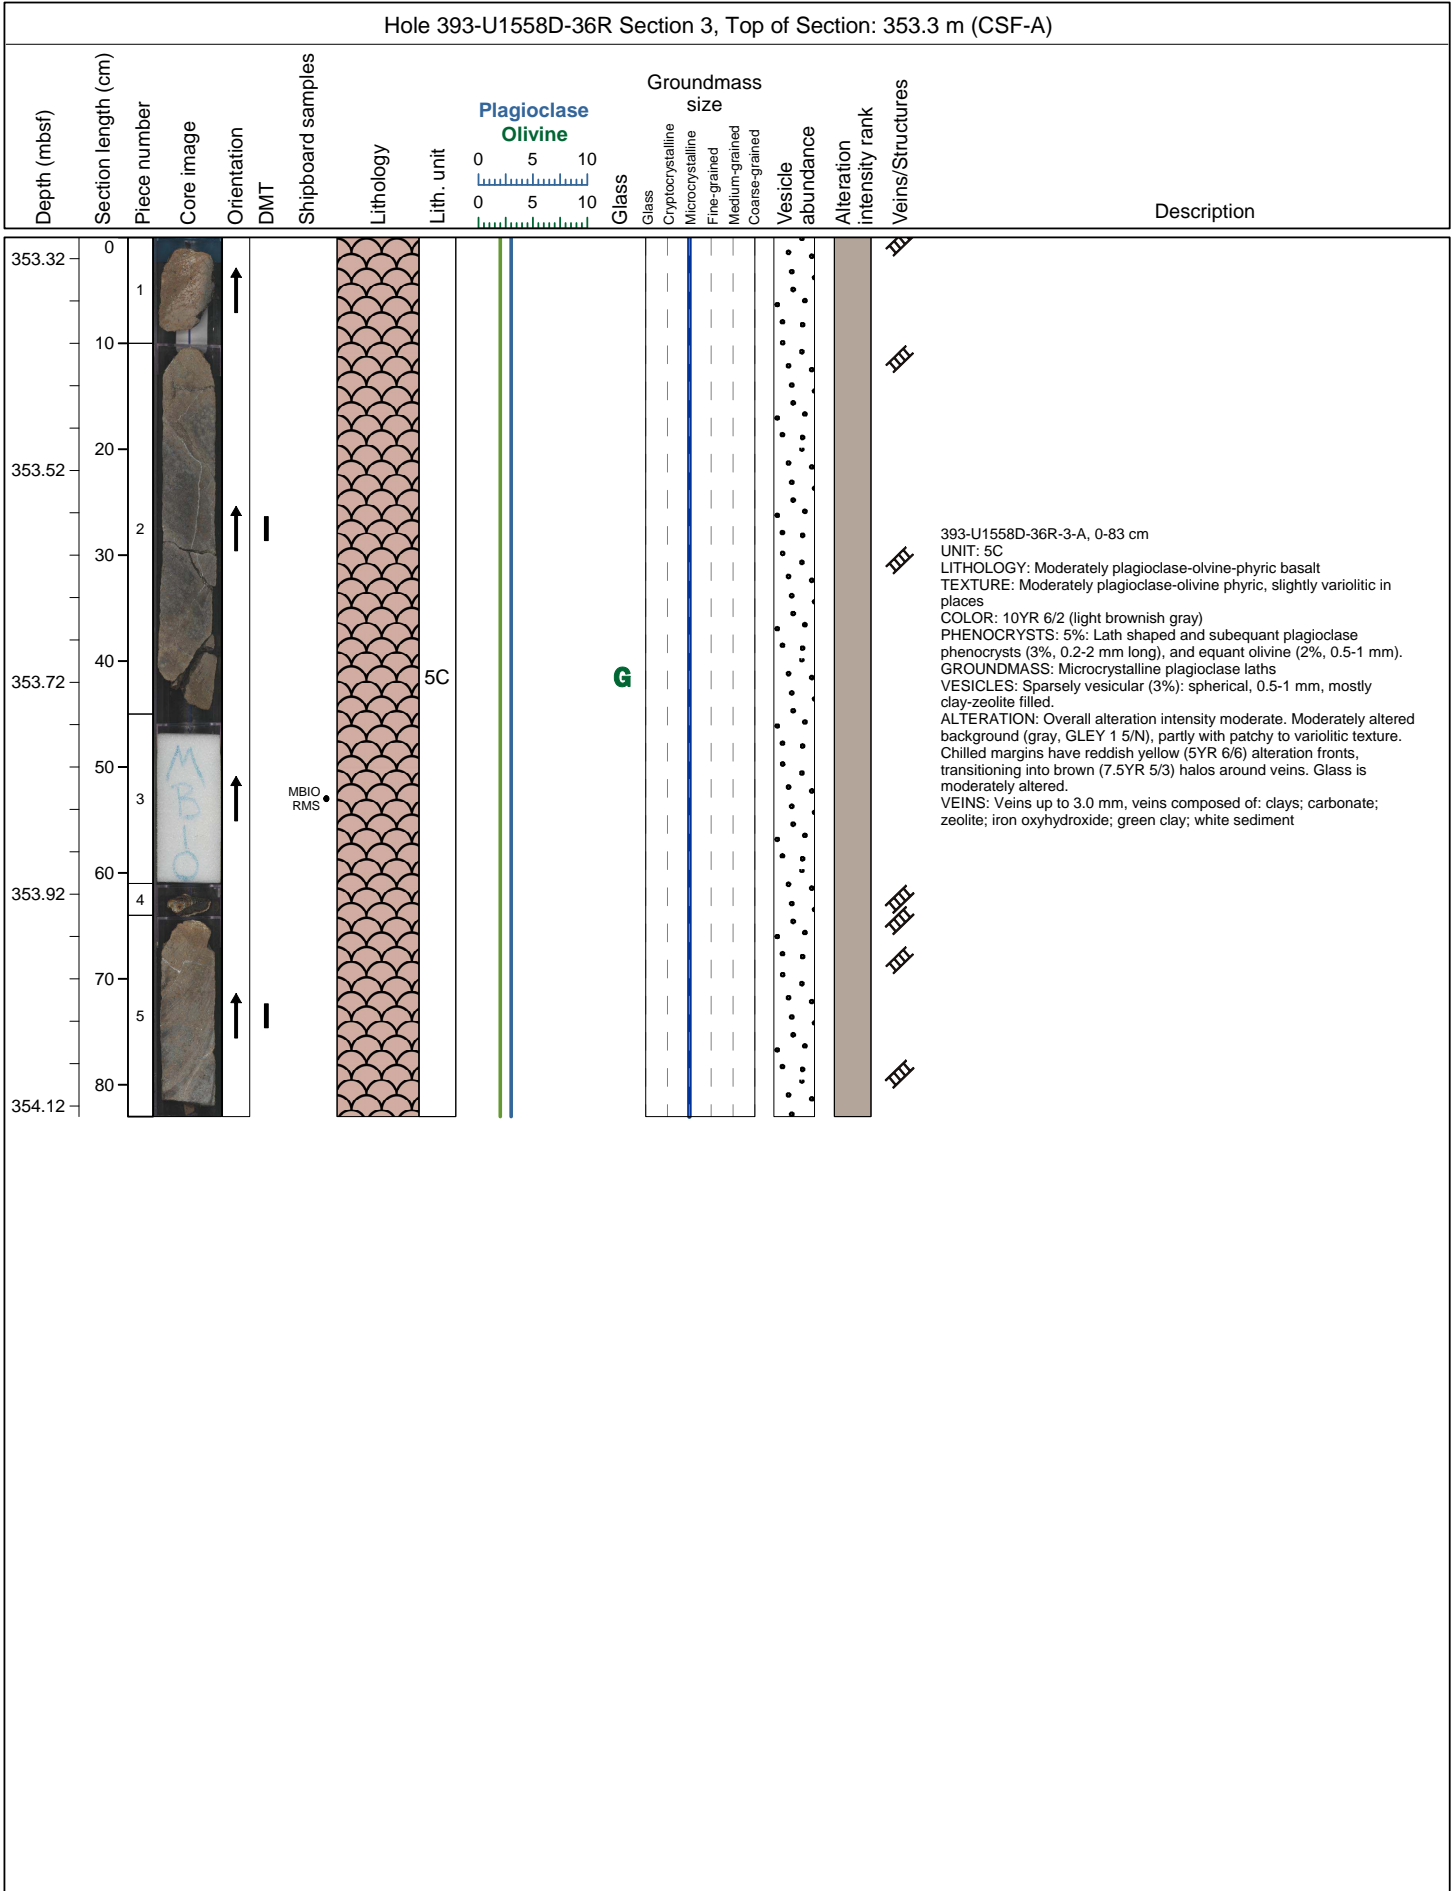 Hole 393-U1558D-36R Section 3, Top of Section: 353.3 m (CSF-A)
Depth (mbsf)
Section length (cm)
Piece number
Core image
Orientation
DMT
Shipboard samples
Lithology
Lith. unit
Plagioclase
Olivine
0 5 10
0 5 10
Glass
Groundmass
size
Glass
Cryptocrystalline
Microcrystalline
Fine-grained
Medium-grained
Coarse-grained
Vesicle
abundance
Alteration
intensity rank
Veins/Structures
Description
353.32
353.52
353.72
353.92
354.12
0
10
20
30
40
50
60
70
80
1
2
3
4
5
MBIO
MBIO
RMS
5C
G
393-U1558D-36R-3-A, 0-83 cm
UNIT: 5C
LITHOLOGY: Moderately plagioclase-olvine-phyric basalt
TEXTURE: Moderately plagioclase-olivine phyric, slightly variolitic in
places
COLOR: 10YR 6/2 (light brownish gray)
PHENOCRYSTS: 5%: Lath shaped and subequant plagioclase
phenocrysts (3%, 0.2-2 mm long), and equant olivine (2%, 0.5-1 mm).
GROUNDMASS: Microcrystalline plagioclase laths
VESICLES: Sparsely vesicular (3%): spherical, 0.5-1 mm, mostly
clay-zeolite filled.
ALTERATION: Overall alteration intensity moderate. Moderately altered
background (gray, GLEY 1 5/N), partly with patchy to variolitic texture.
Chilled margins have reddish yellow (5YR 6/6) alteration fronts,
transitioning into brown (7.5YR 5/3) halos around veins. Glass is
moderately altered.
VEINS: Veins up to 3.0 mm, veins composed of: clays; carbonate;
zeolite; iron oxyhydroxide; green clay; white sediment